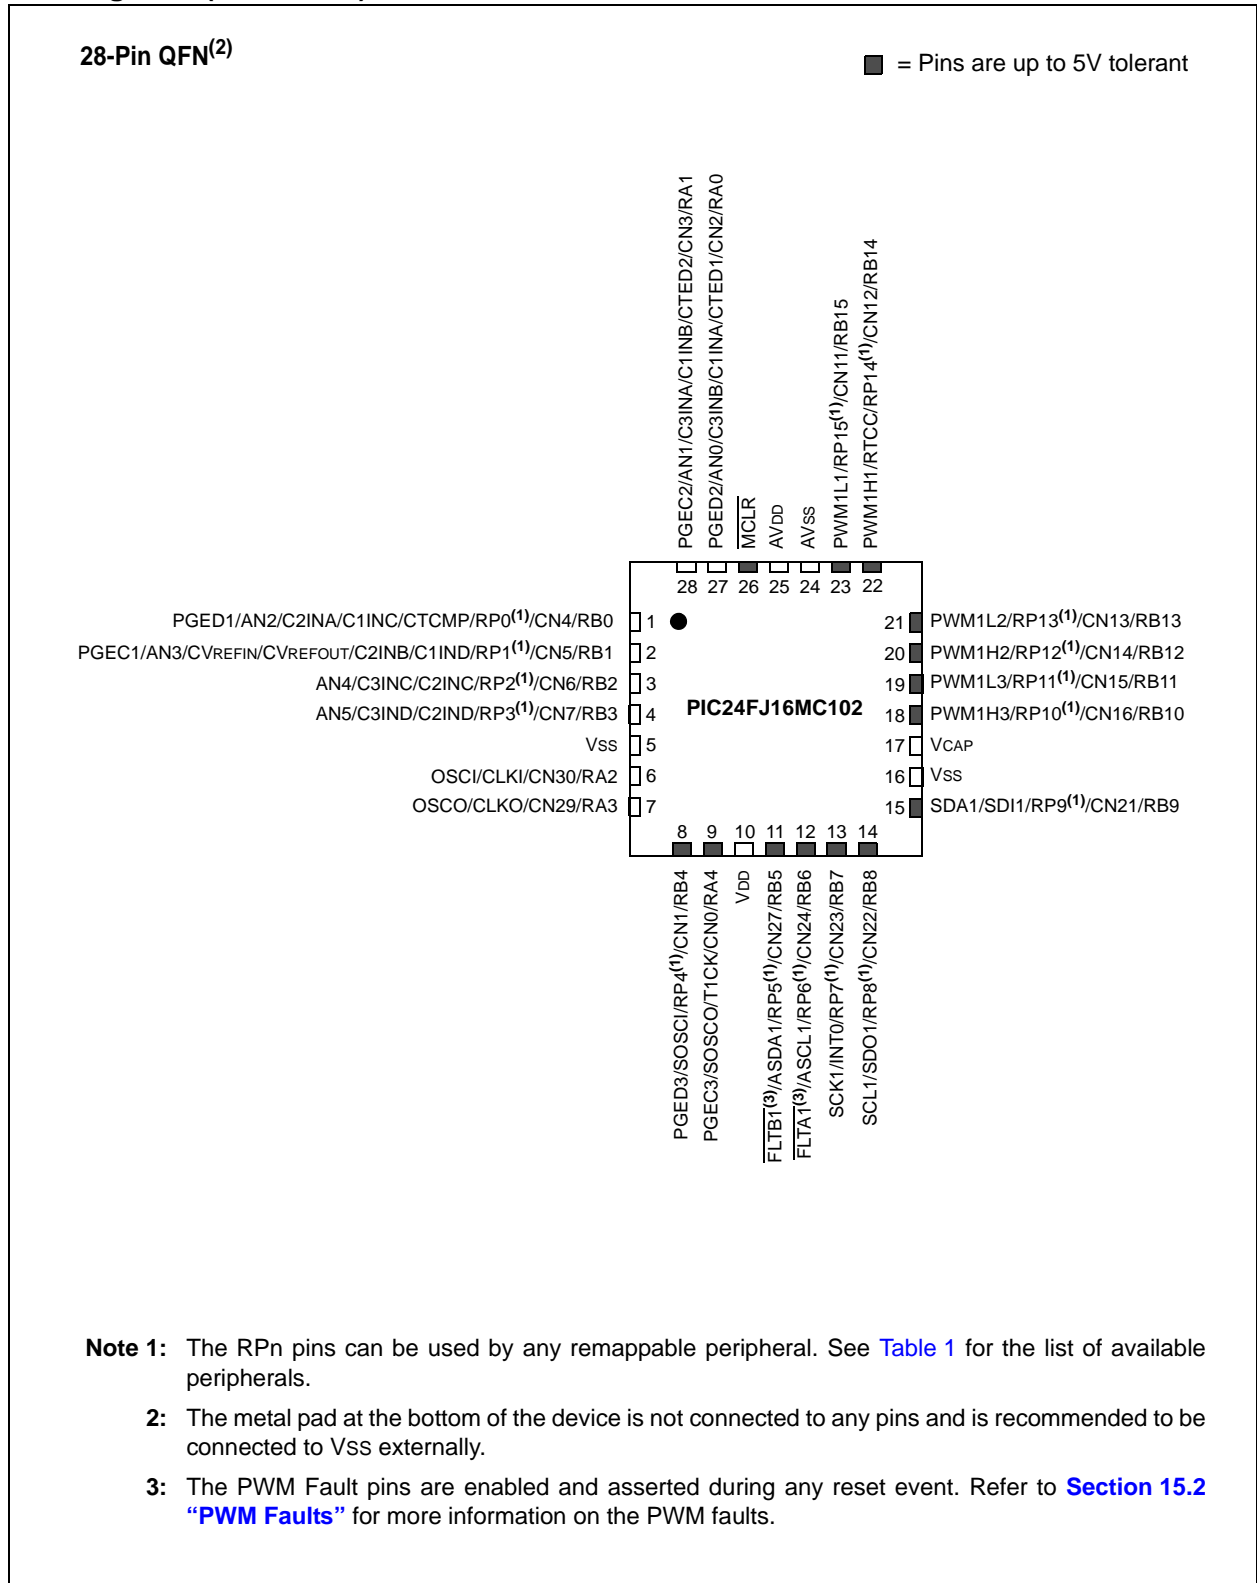 28-Pin QFN(2)
= Pins are up to 5V tolerant
PGEC2/AN1/C3INA/C1INB/CTED2/CN3/RA1
PGED2/AN0/C3INB/C1INA/CTED1/CN2/RA0
MCLR
AVDD
AVSS
PWM1L1/RP15(1)/CN11/RB15
PWM1H1/RTCC/RP14(1)/CN12/RB14
28 27 26 25 24 23 22
PGED1/AN2/C2INA/C1INC/CTCMP/RP0(1)/CN4/RB0 1
PGEC1/AN3/CVREFIN/CVREFOUT/C2INB/C1IND/RP1(1)/CN5/RB1 2
AN4/C3INC/C2INC/RP2(1)/CN6/RB2 3
AN5/C3IND/C2IND/RP3(1)/CN7/RB3 4
VSS 5
OSCI/CLKI/CN30/RA2 6
OSCO/CLKO/CN29/RA3 7
PIC24FJ16MC102
21 PWM1L2/RP13(1)/CN13/RB13
20 PWM1H2/RP12(1)/CN14/RB12
19 PWM1L3/RP11(1)/CN15/RB11
18 PWM1H3/RP10(1)/CN16/RB10
17 VCAP
16 VSS
15 SDA1/SDI1/RP9(1)/CN21/RB9
8 9 10 11 12 13 14
PGED3/SOSCI/RP4(1)/CN1/RB4
PGEC3/SOSCO/T1CK/CN0/RA4
VDD
FLTB1(3)/ASDA1/RP5(1)/CN27/RB5
FLTA1(3)/ASCL1/RP6(1)/CN24/RB6
SCK1/INT0/RP7(1)/CN23/RB7
SCL1/SDO1/RP8(1)/CN22/RB8
Note 1: The RPn pins can be used by any remappable peripheral. See Table 1 for the list of available
peripherals.
2: The metal pad at the bottom of the device is not connected to any pins and is recommended to be
connected to VSS externally.
3: The PWM Fault pins are enabled and asserted during any reset event. Refer to Section 15.2
“PWM Faults” for more information on the PWM faults.